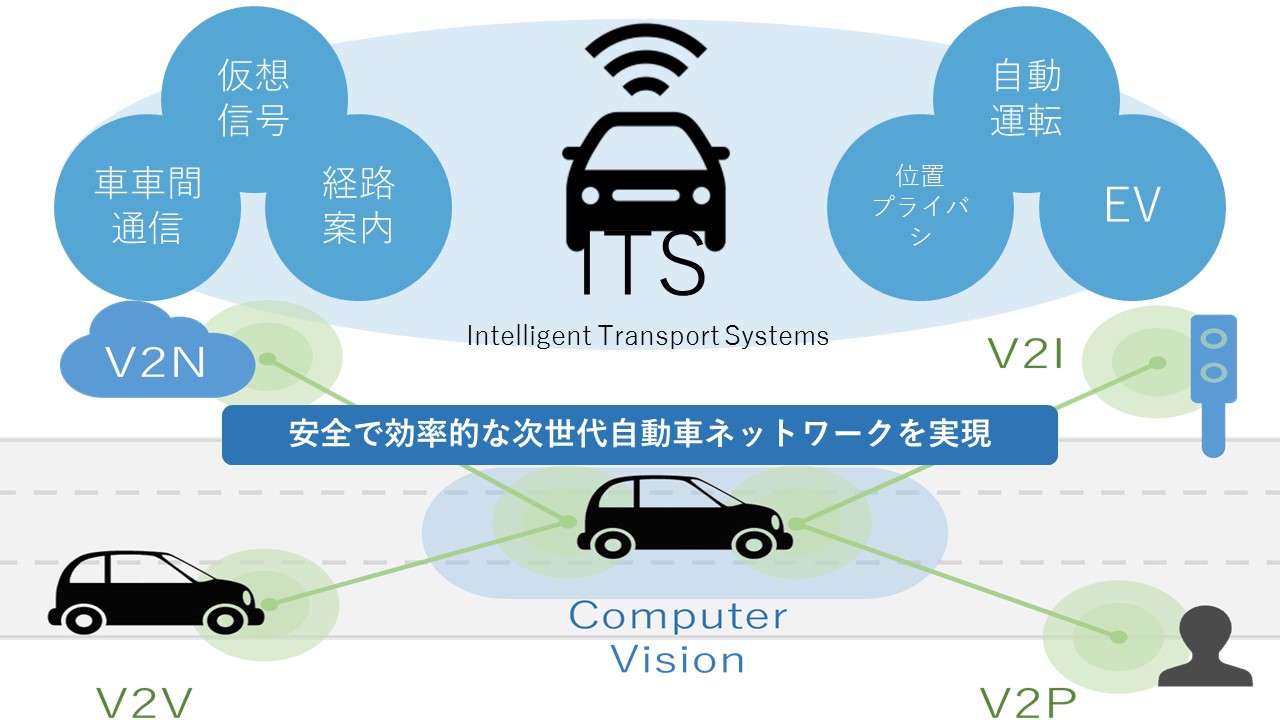 仮想
信号
車車間
通信
経路
案内
ITS
Intelligent Transport Systems
自動
運転
位置
プライバ
シ
EV
V2N
V2I
安全で効率的な次世代自動車ネットワークを実現
Computer
Vision
V2V
V2P